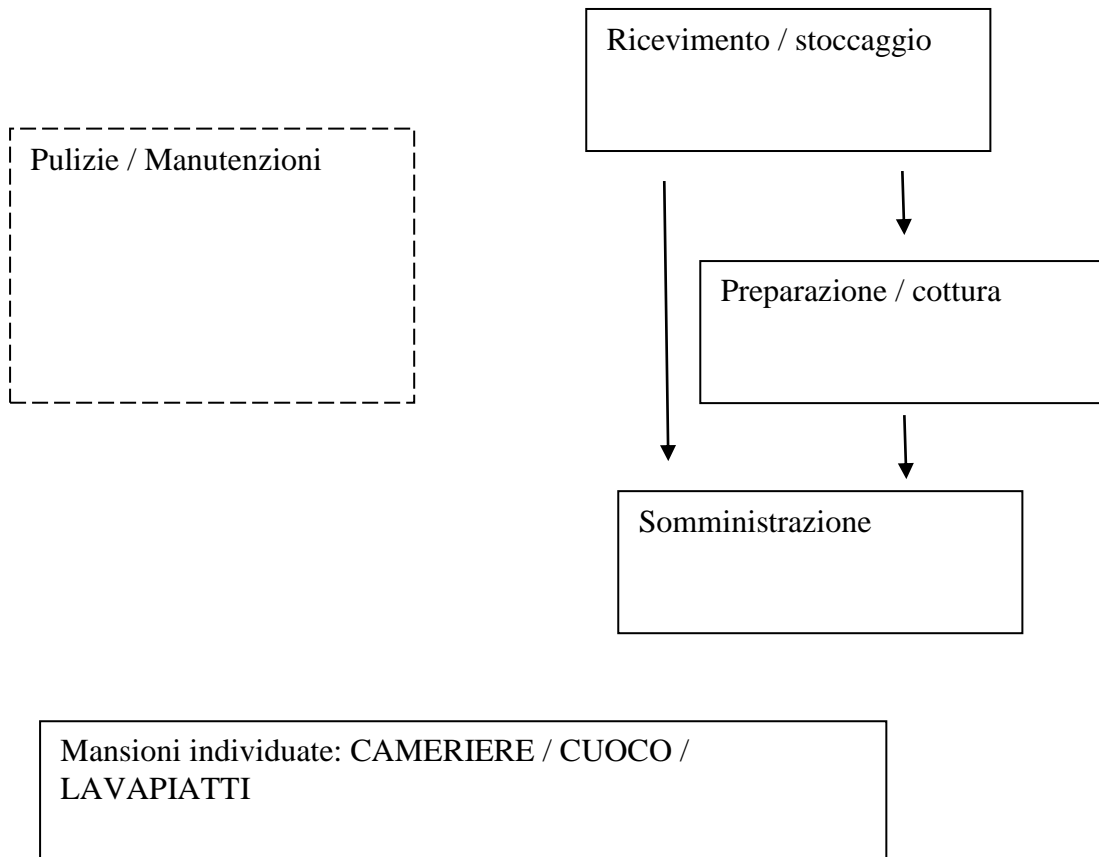 Ricevimento / stoccaggio
Pulizie / Manutenzioni
Preparazione / cottura
Somministrazione
Mansioni individuate: CAMERIERE / CUOCO /
LAVAPIATTI